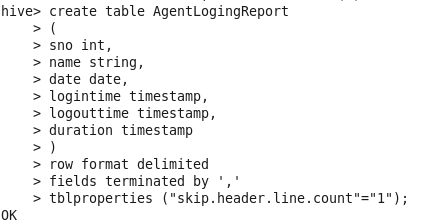 hive> create table AgentLogingReport
    > (
    > sno int,
    > name string,
    > date date,
    > logintime timestamp,
    > logouttime timestamp,
    > duration timestamp
    > )
    > row format delimited
    > fields terminated by ','
    > tblproperties ("skip.header.line.count"="1");
OK